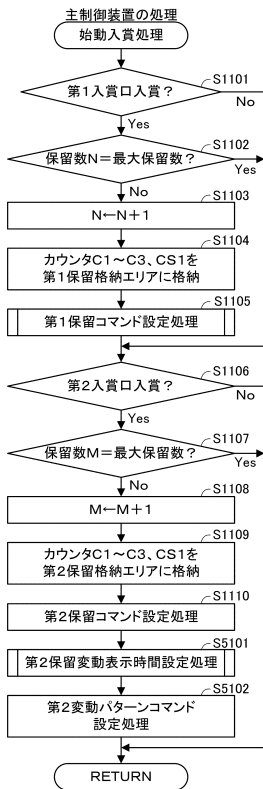 主制御装置の処理
始動入賞処理
S1101
第1入賞口入賞？
No
Yes
S1102
保留数N＝最大保留数？
Yes
No
S1103
N←N＋1
S1104
カウンタC1～C3、CS1を
第1保留格納エリアに格納
S1105
第1保留コマンド設定処理
S1106
第2入賞口入賞？
No
Yes
S1107
保留数M＝最大保留数？
Yes
No
S1108
M←M＋1
S1109
カウンタC1～C3、CS1を
第2保留格納エリアに格納
S1110
第2保留コマンド設定処理
S5101
第2保留変動表示時間設定処理
S5102
第2変動パターンコマンド
設定処理
RETURN